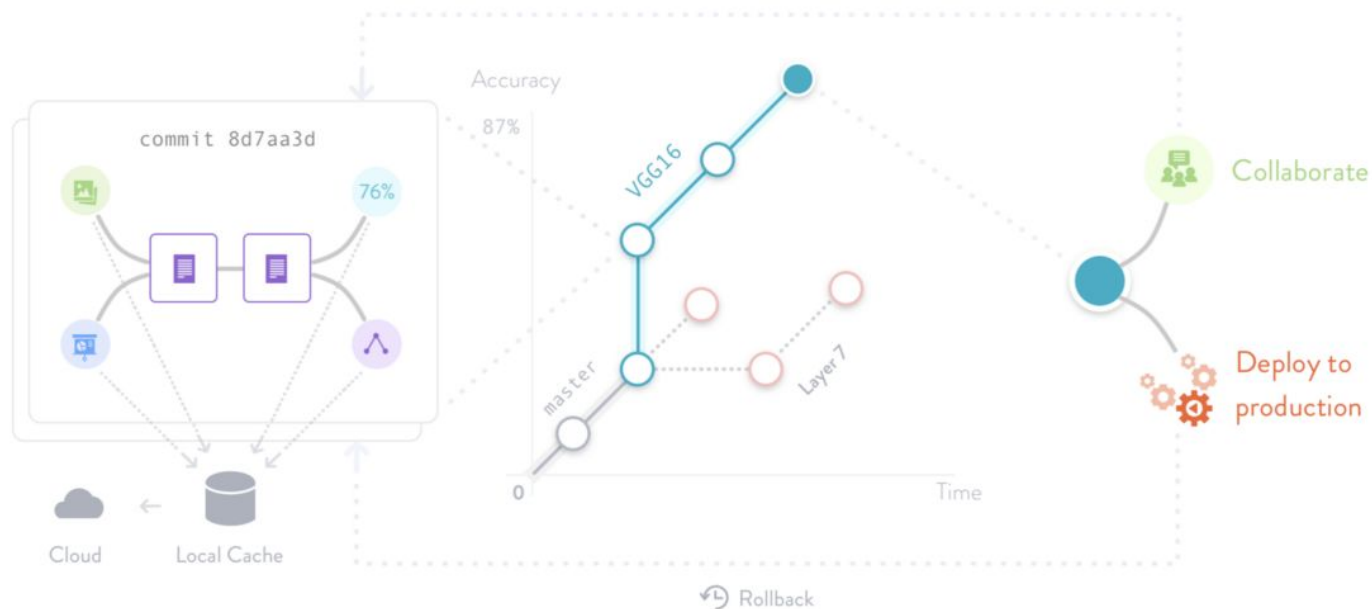 Accuracy
87%
commit 8d7aa3d
76%
VGG16
Collaborate
master
Layer 7
Deploy to
production
0
Time
Cloud
Local Cache
Rollback